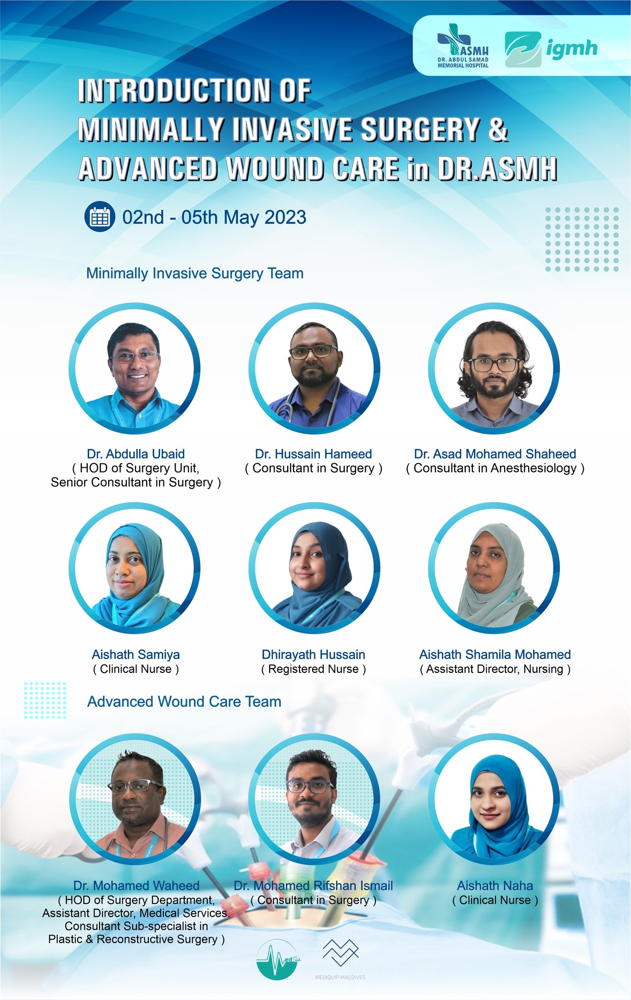 ASMH
DR. ABDUL SAMAD
MEMORIAL HOSPITAL
igmh
INTRODUCTION OF
MINIMALLY INVASIVE SURGERY &
ADVANCED WOUND CARE in DR.ASMH
02nd - 05th May 2023
Minimally Invasive Surgery Team
Dr. Abdulla Ubaid
( HOD of Surgery Unit,
Senior Consultant in Surgery )
Dr. Hussain Hameed
( Consultant in Surgery )
Dr. Asad Mohamed Shaheed
( Consultant in Anesthesiology )
Aishath Samiya
( Clinical Nurse )
Dhirayath Hussain
( Registered Nurse )
Aishath Shamila Mohamed
( Assistant Director, Nursing )
Advanced Wound Care Team
Dr. Mohamed Waheed
( HOD of Surgery Department,
Assistant Director, Medical Services.
Consultant Sub-specialist in
Plastic & Reconstructive Surgery )
Dr. Mohamed Rifshan Ismail
( Consultant in Surgery )
Aishath Naha
( Clinical Nurse )
MEDIQUIP MALDIVES